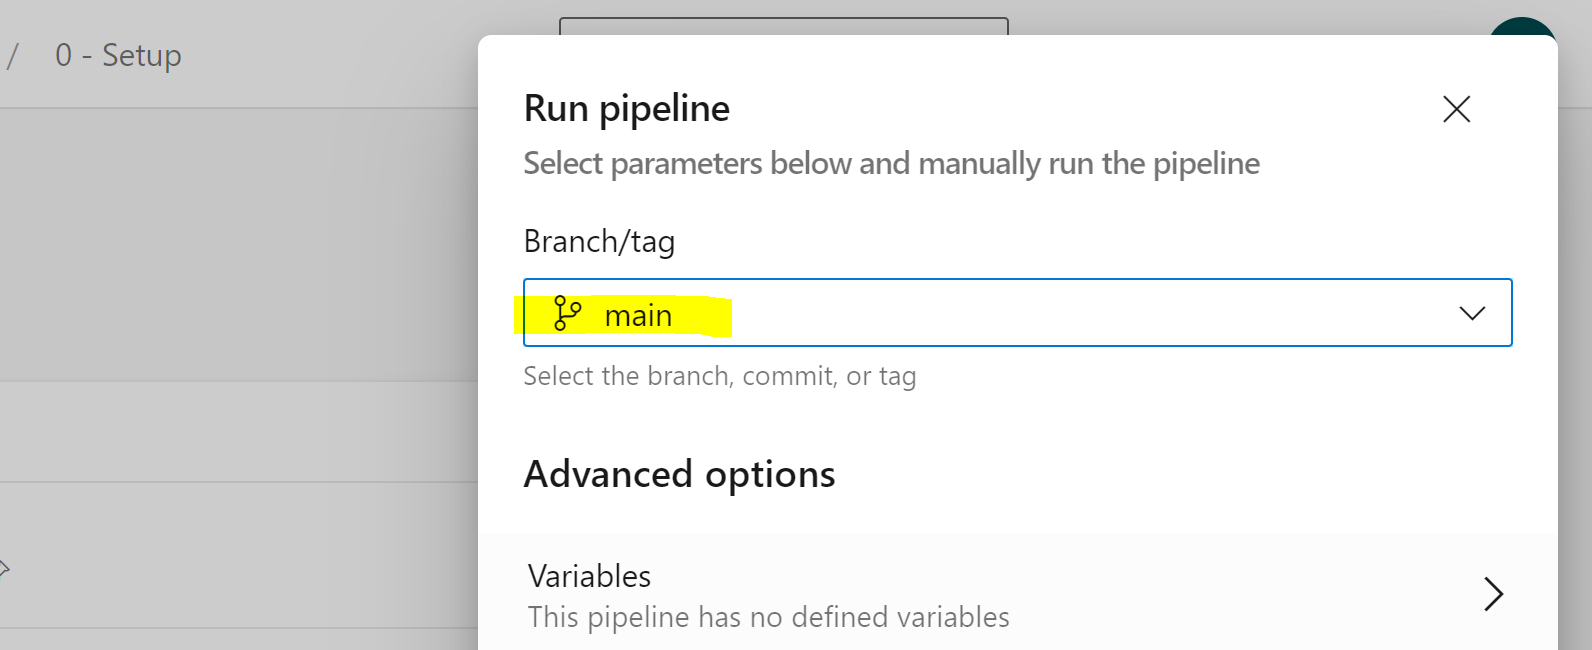 / 0 - Setup
Run pipeline
Select parameters below and manually run the pipeline
Branch/tag
main
Select the branch, commit, or tag
Advanced options
Variables
This pipeline has no defined variables